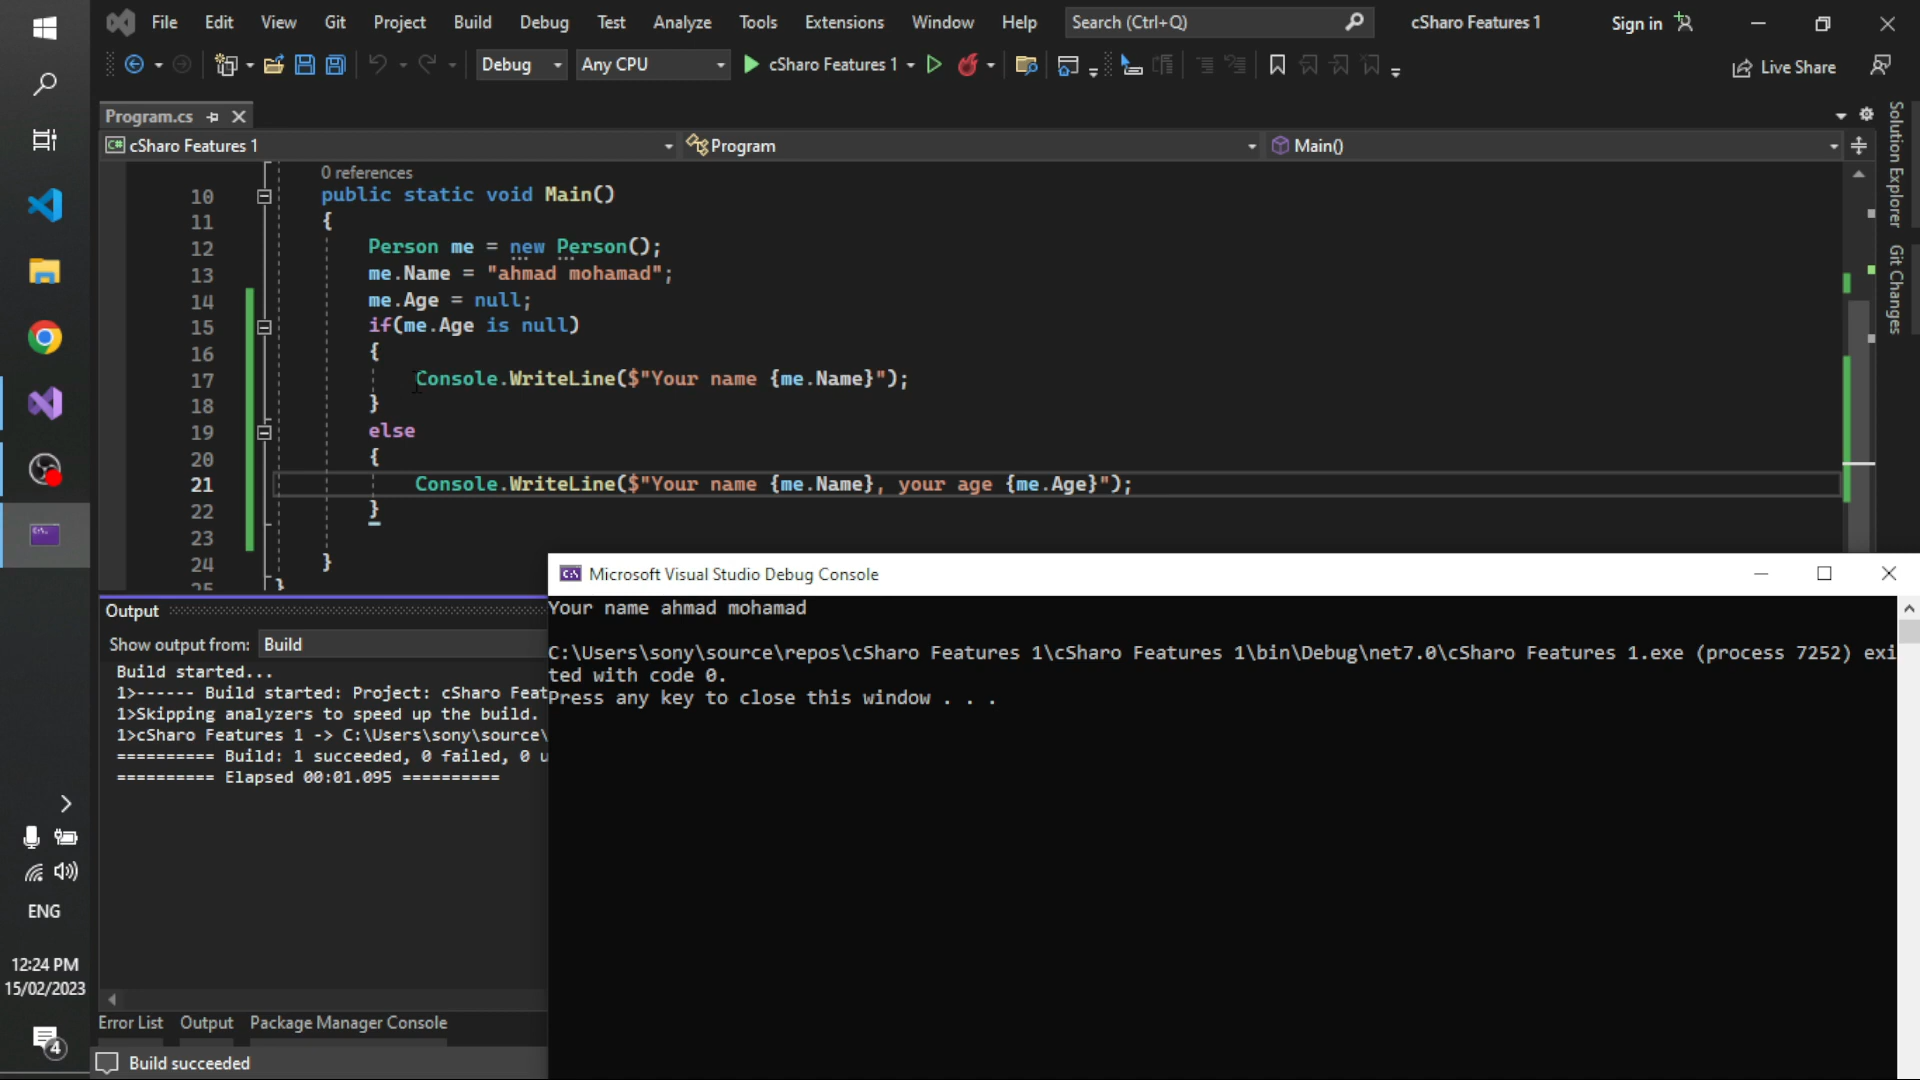 File Edit View Git Project Build Debug Test Analyze Tools Extensions Window Help Search (Ctrl+Q) cSharo Features 1 Sign in
Debug Any CPU cSharo Features 1 Live Share
Program.cs
C# cSharo Features 1 Program Main()
0 references
10 public static void Main()
11 {
12 Person me = new Person();
13 me.Name = "ahmad mohamad";
14 me.Age = null;
15 if(me.Age is null)
16 {
17 Console.WriteLine($"Your name {me.Name}");
18 }
19 else
20 {
21 Console.WriteLine($"Your name {me.Name}, your age {me.Age}");
22 }
23
24 }
25 }
Solution Explorer
Git Changes
Output
Show output from: Build
Build started...
1>------ Build started: Project: cSharo Feat
1>Skipping analyzers to speed up the build.
1>cSharo Features 1 -> C:\Users\sony\source\
========== Build: 1 succeeded, 0 failed, 0 u
========== Elapsed 00:01.095 ==========
Error List Output Package Manager Console
Build succeeded
Microsoft Visual Studio Debug Console
Your name ahmad mohamad
C:\Users\sony\source\repos\cSharo Features 1\cSharo Features 1\bin\Debug\net7.0\cSharo Features 1.exe (process 7252) exi
ted with code 0.
Press any key to close this window . . .
ENG
12:24 PM
15/02/2023
4